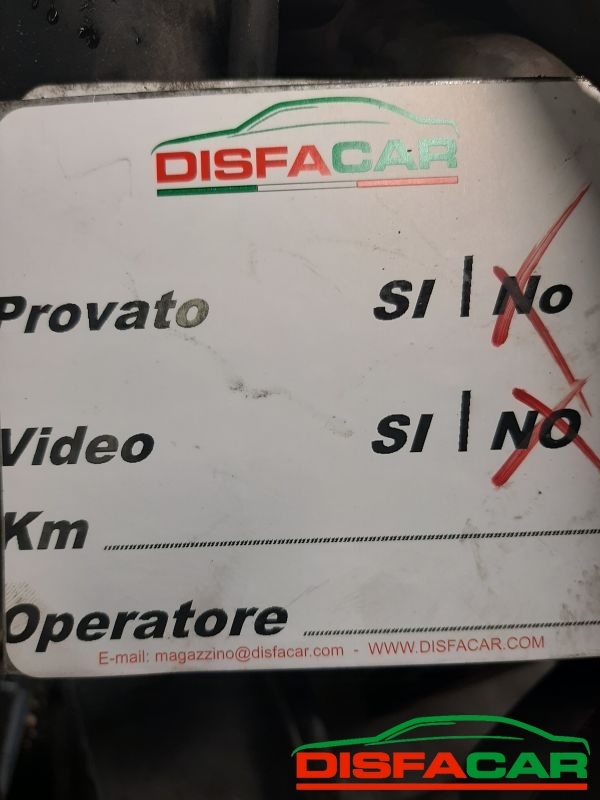 DISFACAR
Provato SI | No
Video SI | NO
Km
Operatore
E-mail: magazzino@disfacar.com - WWW.DISFACAR.COM
DISFACAR